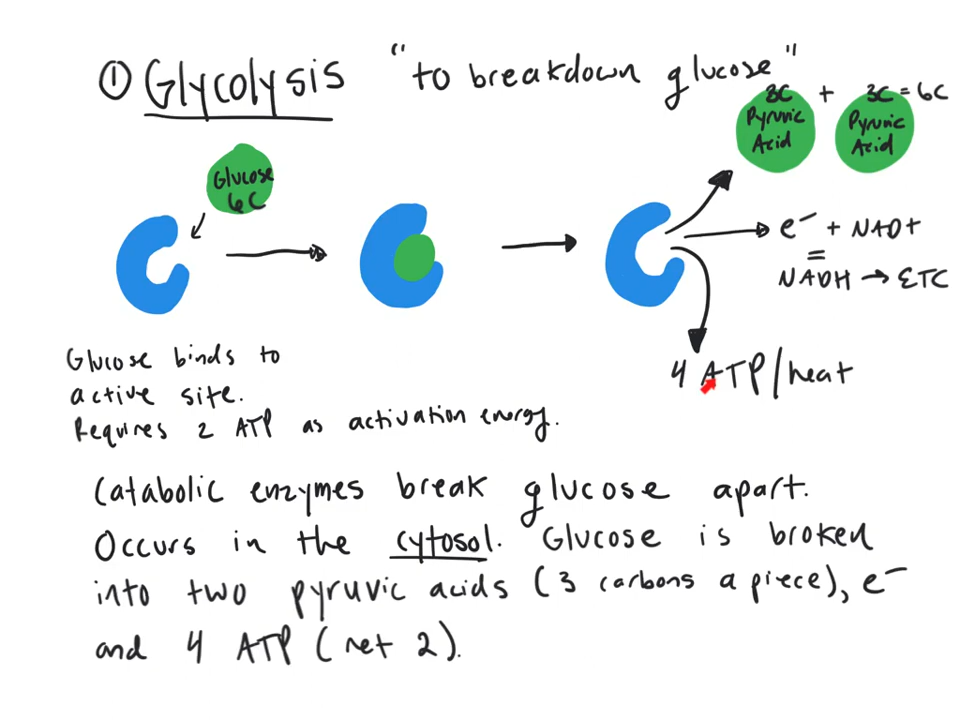 ① Glycolysis "to breakdown glucose"
3C + 3C = 6C
Pyruvic Acid
Pyruvic Acid
Glucose
6C
e⁻ + NAD+
=
NADH → ETC
4 ATP/heat
Glucose binds to
active site.
Requires 2 ATP as activation energy.
Catabolic enzymes break glucose apart.
Occurs in the cytosol. Glucose is broken
into two pyruvic acids (3 carbons a piece), e⁻
and 4 ATP (net 2).